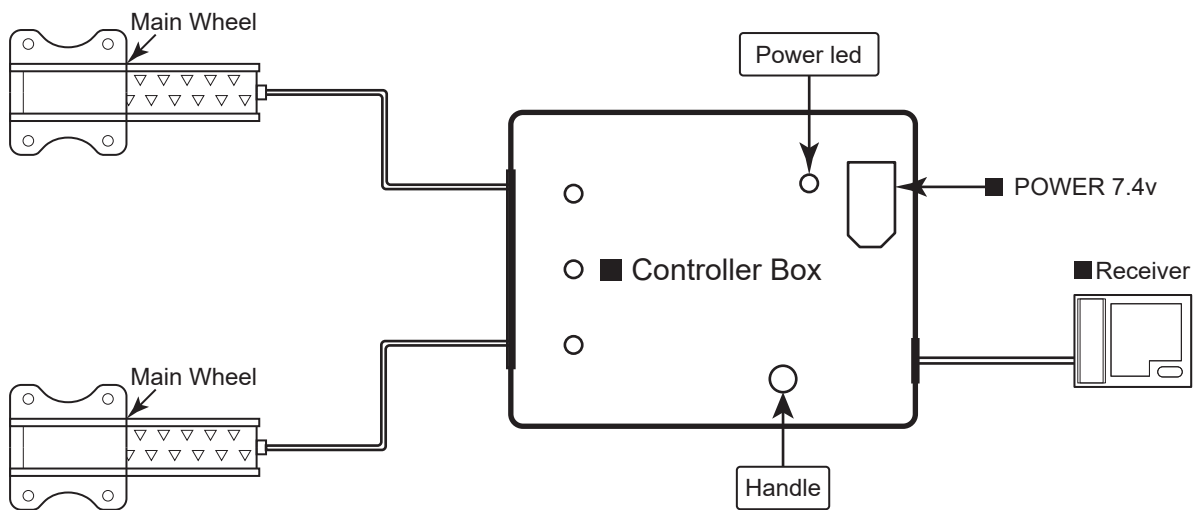 Main Wheel
Power led
■ POWER 7.4v
■ Controller Box
■ Receiver
Main Wheel
Handle